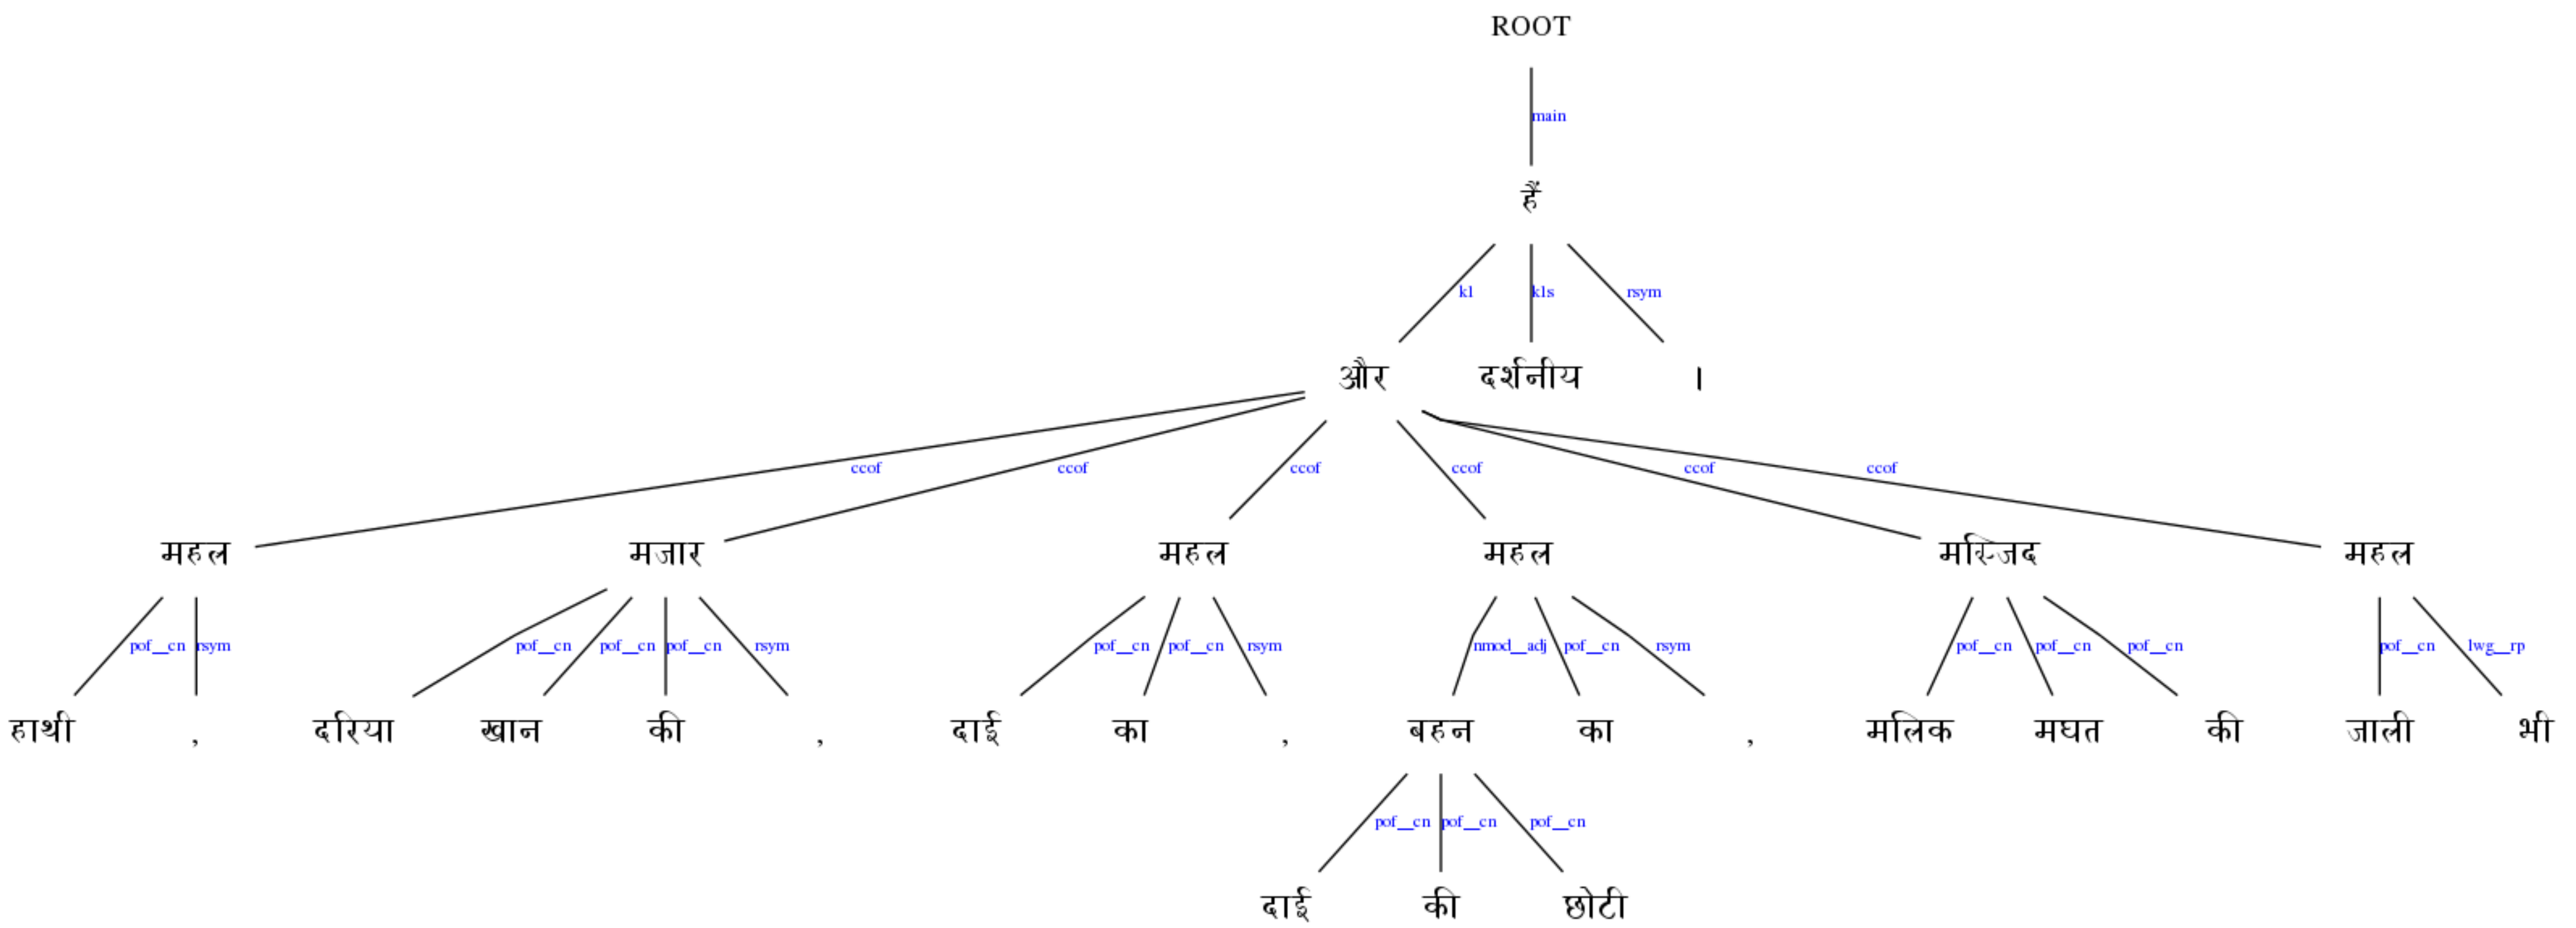 ROOT
main
हैं
k1 k1s rsym
और दर्शनीय ।
ccof ccof ccof ccof ccof ccof
महल मजार महल महल मस्जिद महल
pof__cn rsym pof__cn pof__cn pof__cn rsym pof__cn pof__cn rsym nmod__adj pof__cn rsym pof__cn pof__cn pof__cn pof__cn lwg__rp
हाथी , दरिया खान की , दाई का , बहन का , मलिक मघत की जाली भी
pof__cn pof__cn pof__cn
दाई की छोटी